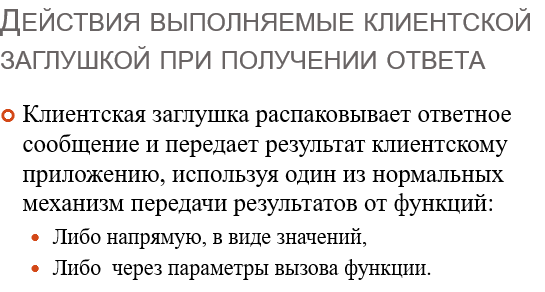 ДЕЙСТВИЯ ВЫПОЛНЯЕМЫЕ КЛИЕНТСКОЙ
ЗАГЛУШКОЙ ПРИ ПОЛУЧЕНИИ ОТВЕТА
Клиентская заглушка распаковывает ответное
сообщение и передает результат клиентскому
приложению, используя один из нормальных
механизм передачи результатов от функций:
Либо напрямую, в виде значений,
Либо через параметры вызова функции.